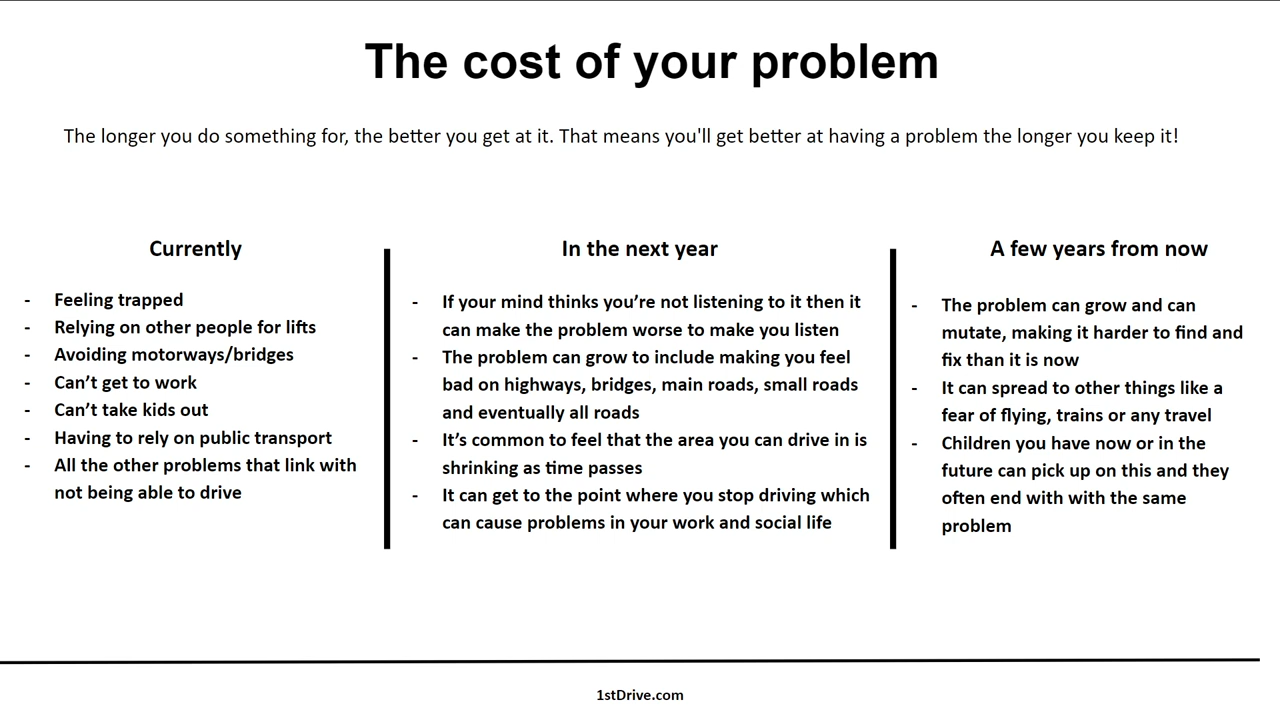 The cost of your problem
The longer you do something for, the better you get at it. That means you'll get better at having a problem the longer you keep it!
Currently
- Feeling trapped
- Relying on other people for lifts
- Avoiding motorways/bridges
- Can’t get to work
- Can’t take kids out
- Having to rely on public transport
- All the other problems that link with
not being able to drive
In the next year
- If your mind thinks you’re not listening to it then it
can make the problem worse to make you listen
- The problem can grow to include making you feel
bad on highways, bridges, main roads, small roads
and eventually all roads
- It’s common to feel that the area you can drive in is
shrinking as time passes
- It can get to the point where you stop driving which
can cause problems in your work and social life
A few years from now
- The problem can grow and can
mutate, making it harder to find and
fix than it is now
- It can spread to other things like a
fear of flying, trains or any travel
- Children you have now or in the
future can pick up on this and they
often end with with the same
problem
1stDrive.com